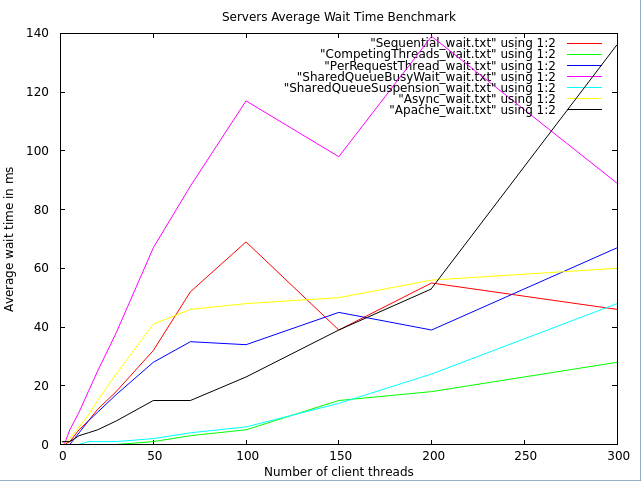 Servers Average Wait Time Benchmark
140
120
100
80
60
40
20
0
Average wait time in ms
"Sequential_wait.txt" using 1:2
"CompetingThreads_wait.txt" using 1:2
"PerRequestThread_wait.txt" using 1:2
"SharedQueueBusyWait_wait.txt" using 1:2
"SharedQueueSuspension_wait.txt" using 1:2
"Async_wait.txt" using 1:2
"Apache_wait.txt" using 1:2
0 50 100 150 200 250 300
Number of client threads